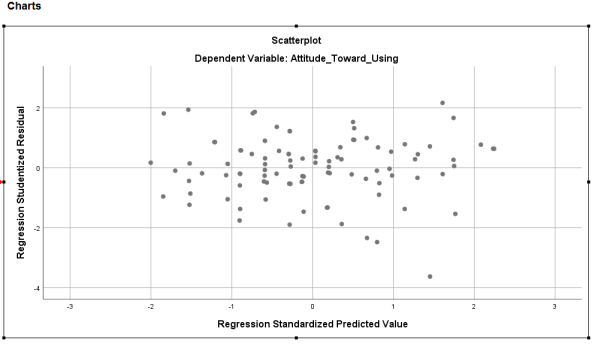 Charts
Scatterplot
Dependent Variable: Attitude_Toward_Using
Regression Studentized Residual
2
0
-2
-4
-3
-2
-1
0
1
2
3
Regression Standardized Predicted Value